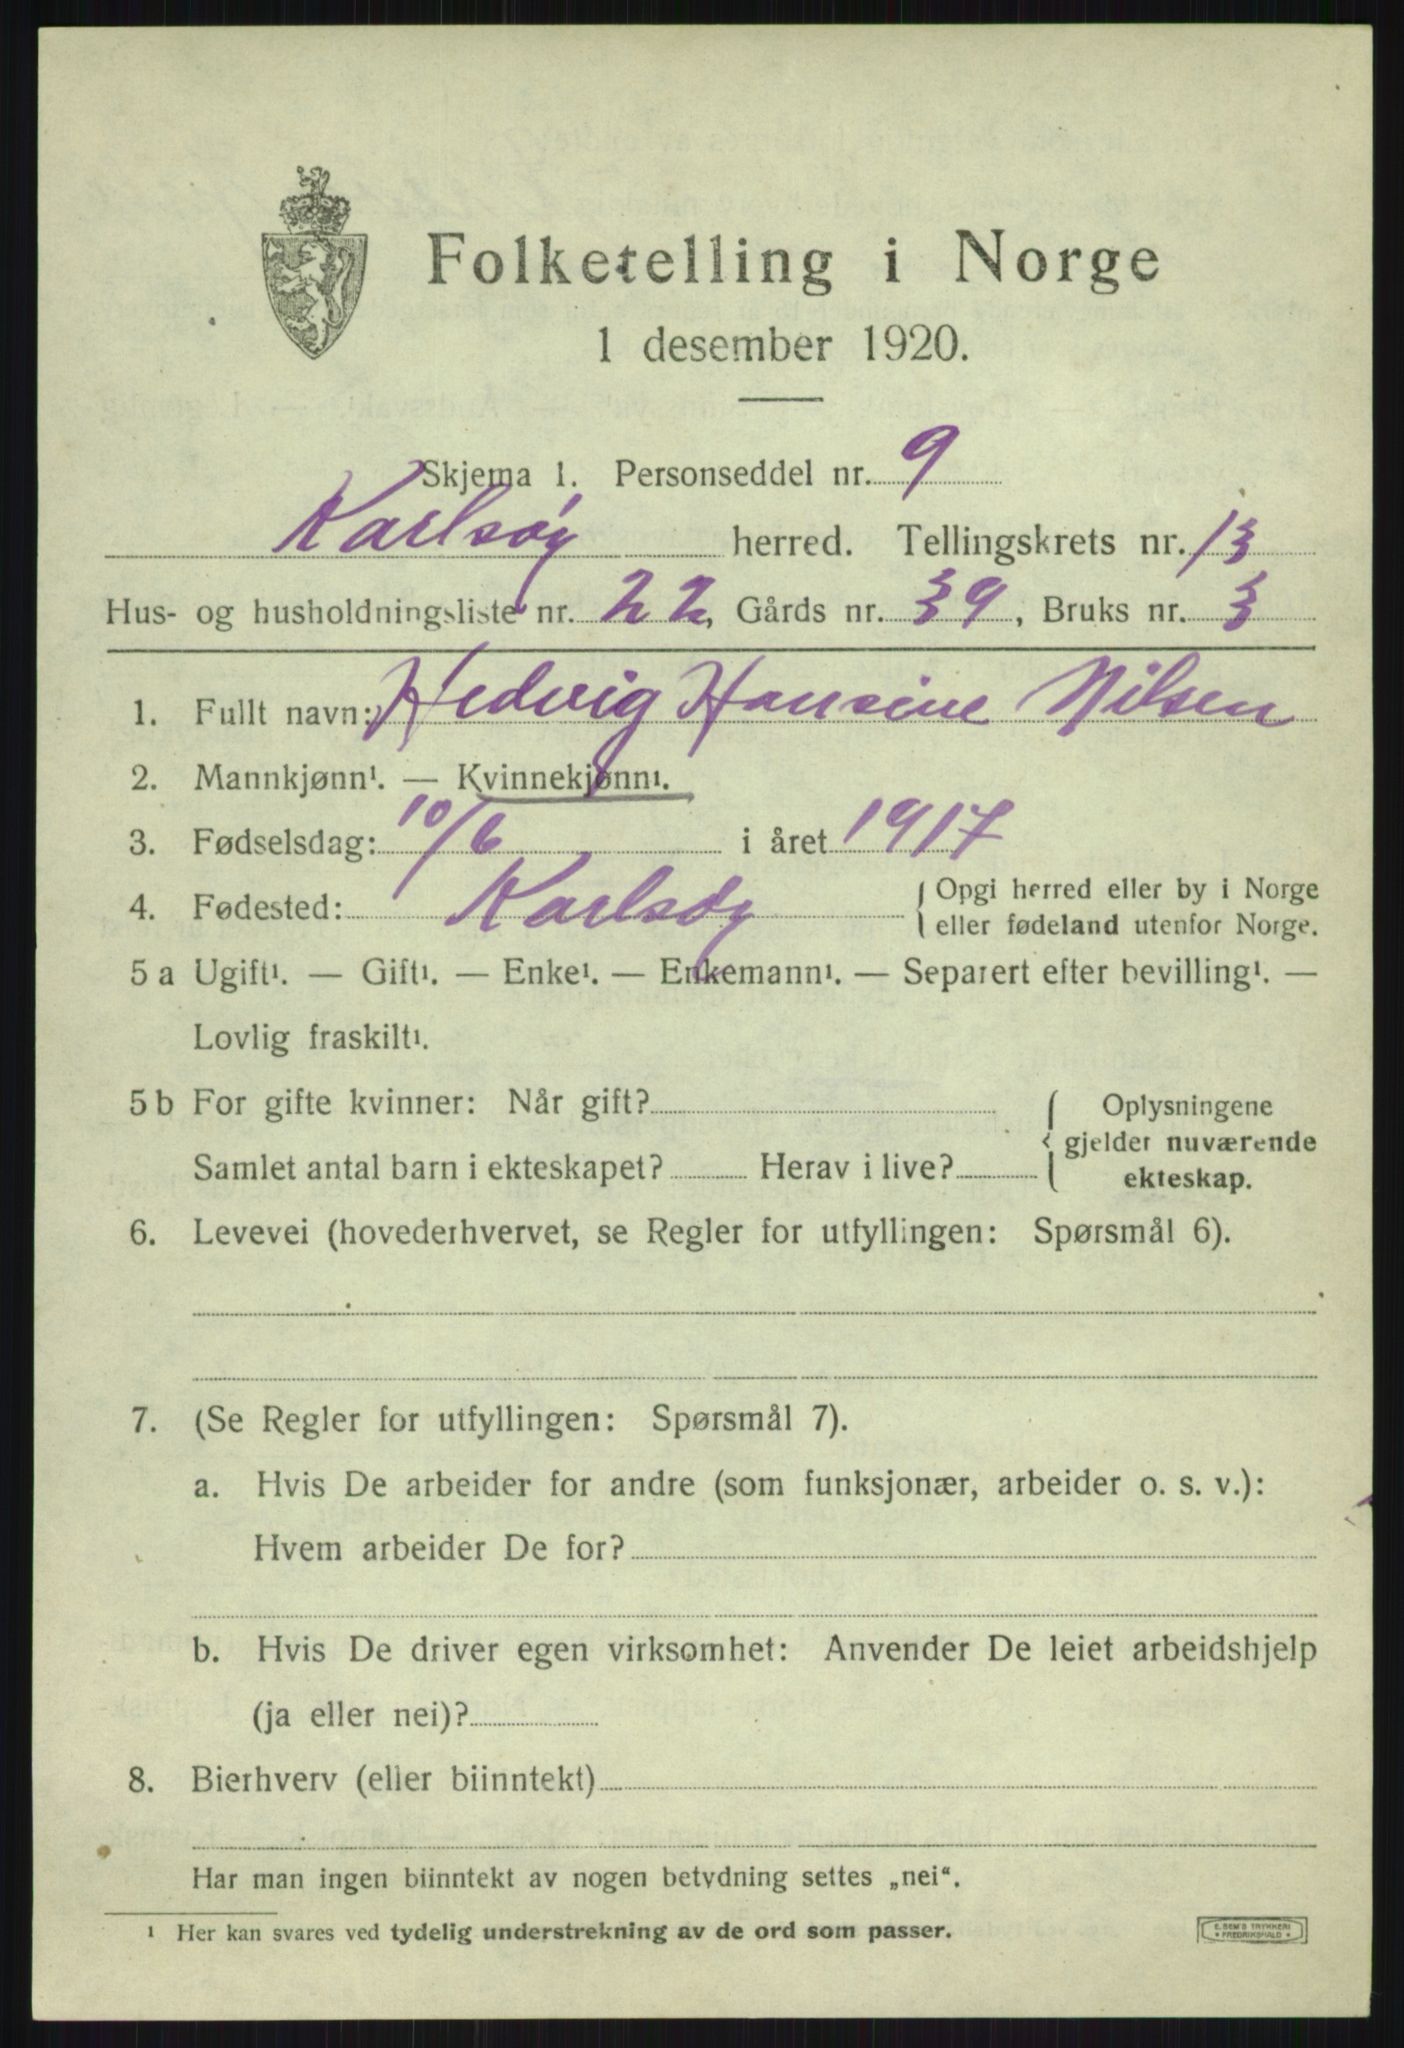 Folketelling i Norge
1 desember 1920.
Skjema 1. Personseddel nr. 9
Karlsøy herred. Tellingskrets nr. 13
Hus- og husholdningsliste nr. 22, Gårds nr. 39, Bruks nr. 3
1. Fullt navn: Hedvig Hansine Nilsen
2. Mannkjønn¹. — Kvinnekjønn¹.
3. Fødselsdag: 10/6 i året 1917
4. Fødested: Karlsøy { Opgi herred eller by i Norge
eller fødeland utenfor Norge.
5 a Ugift¹. — Gift¹. — Enke¹. — Enkemann¹. — Separert efter bevilling¹. —
Lovlig fraskilt¹.
5 b For gifte kvinner: Når gift? { Oplysningene
gjelder nuværende
Samlet antal barn i ekteskapet? Herav i live? ekteskap.
6. Levevei (hovederhvervet, se Regler for utfyllingen: Spørsmål 6).
7. (Se Regler for utfyllingen: Spørsmål 7).
a. Hvis De arbeider for andre (som funksjonær, arbeider o. s. v.):
Hvem arbeider De for?
b. Hvis De driver egen virksomhet: Anvender De leiet arbeidshjelp
(ja eller nei)?
8. Bierhverv (eller biinntekt)
Har man ingen biinntekt av nogen betydning settes „nei“.
¹ Her kan svares ved tydelig understrekning av de ord som passer.
E. SEM'S TRYKKERI
FREDRIKSHALD